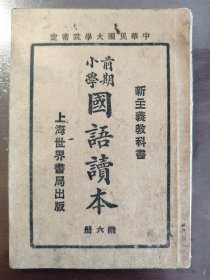 中華民國大學院審定
新主義教科書
前期
小學
國語讀本
第六册
上海世界書局出版